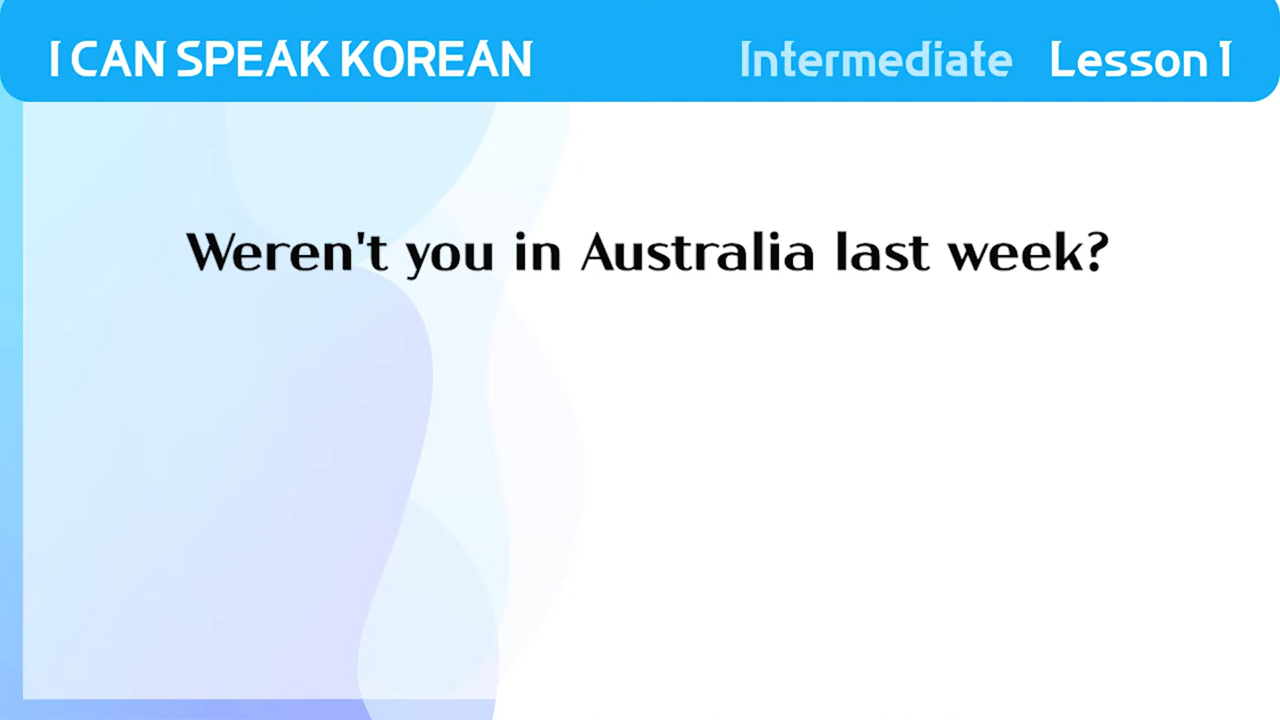 I CAN SPEAK KOREAN Intermediate Lesson 1
Weren't you in Australia last week?